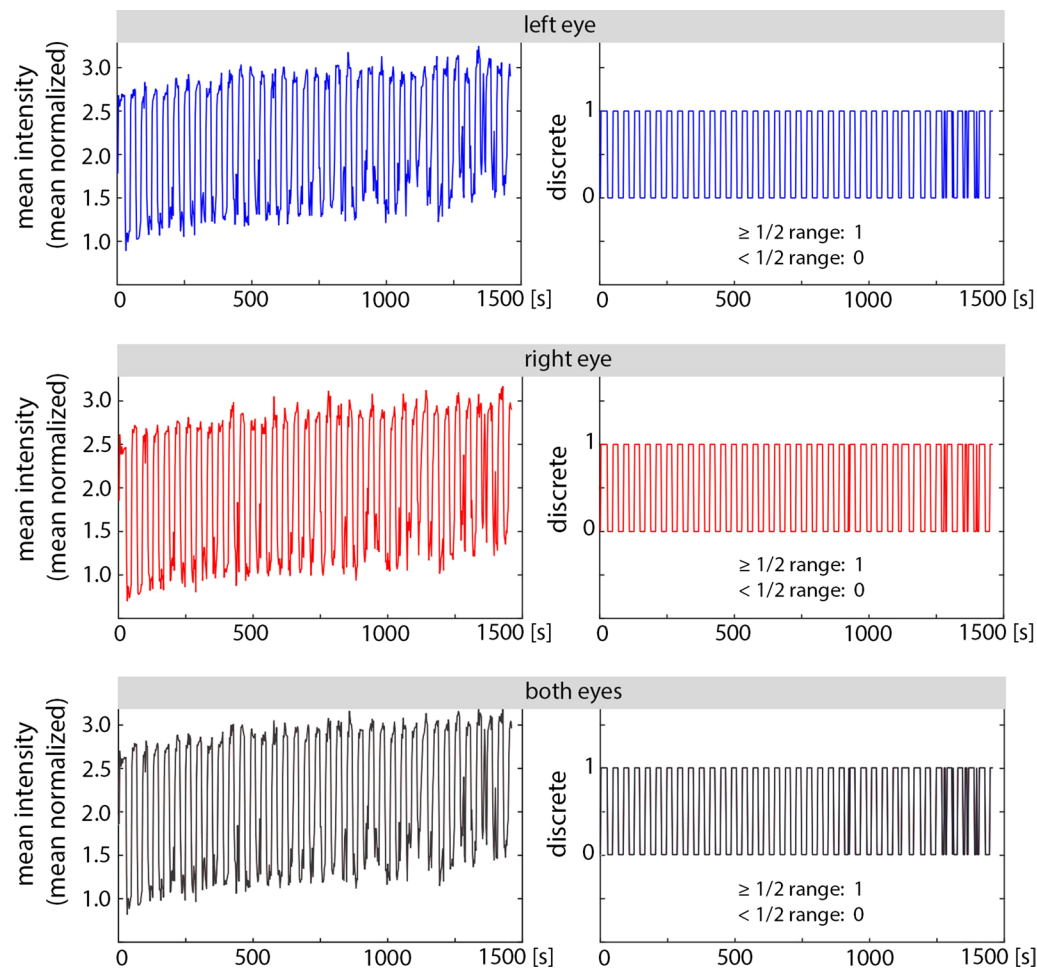 left eye
mean intensity
(mean normalized)
3.0
2.5
2.0
1.5
1.0
0 500 1000 1500 [s]
discrete
1
0
≥ 1/2 range: 1
< 1/2 range: 0
0 500 1000 1500 [s]
right eye
mean intensity
(mean normalized)
3.0
2.5
2.0
1.5
1.0
0 500 1000 1500 [s]
discrete
1
0
≥ 1/2 range: 1
< 1/2 range: 0
0 500 1000 1500 [s]
both eyes
mean intensity
(mean normalized)
3.0
2.5
2.0
1.5
1.0
0 500 1000 1500 [s]
discrete
1
0
≥ 1/2 range: 1
< 1/2 range: 0
0 500 1000 1500 [s]